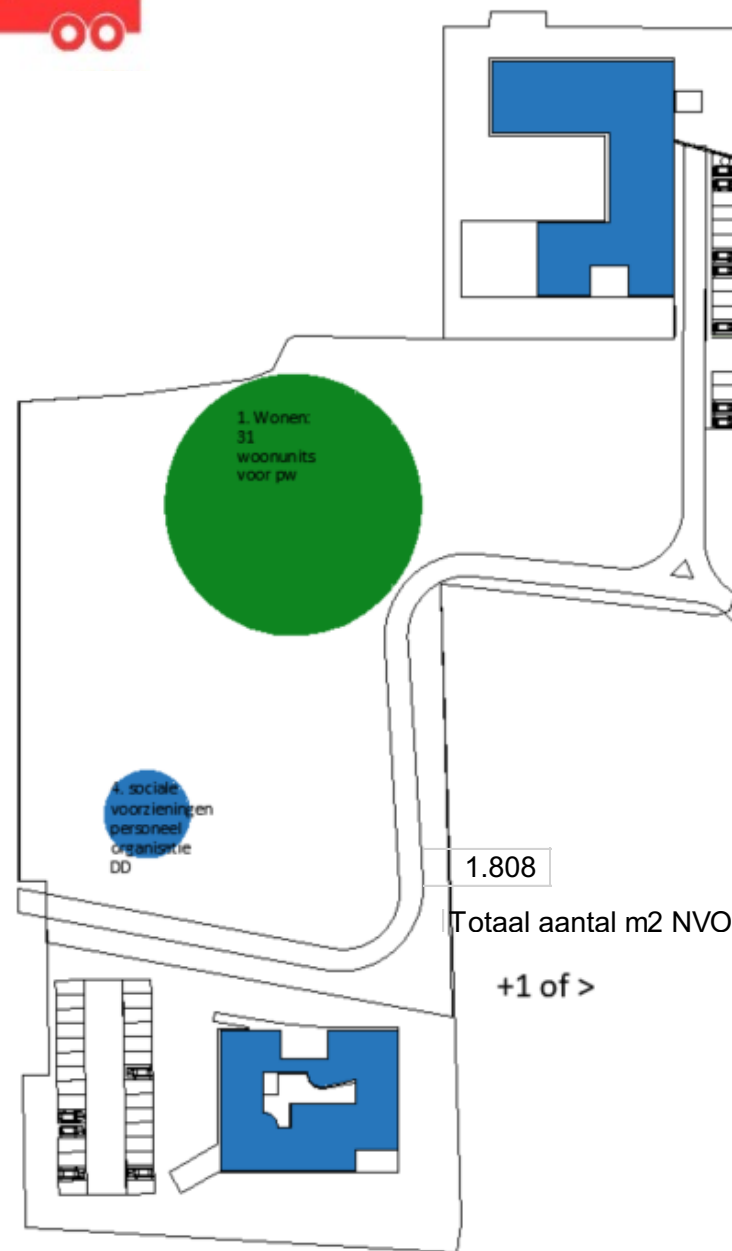 1. Wonen:
31
woonunits
voor pw
4. sociale
voorzieningen
personeel
organisatie
DD
1.808
Totaal aantal m2 NVO
+1 of >